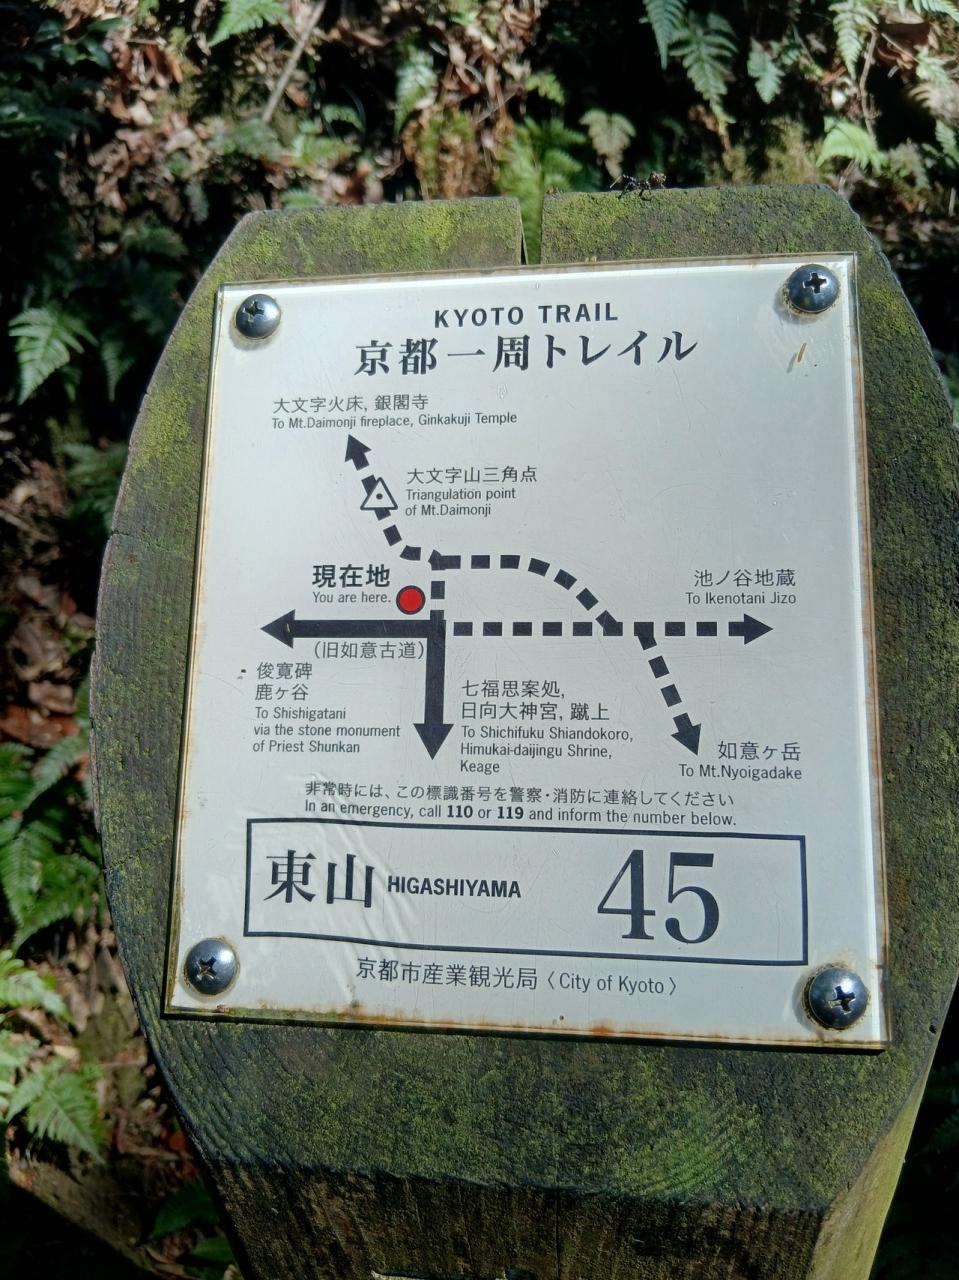 KYOTO TRAIL
京都一周トレイル
大文字火床, 銀閣寺
To Mt.Daimonji fireplace, Ginkakuji Temple
大文字山三角点
Triangulation point
of Mt.Daimonji
現在地
You are here.
池ノ谷地蔵
To Ikenotani Jizo
（旧如意古道）
俊寛碑
鹿ヶ谷
To Shishigatani
via the stone monument
of Priest Shunkan
七福思案処,
日向大神宮, 蹴上
To Shichifuku Shiandokoro,
Himukai-daijingu Shrine,
Keage
如意ヶ岳
To Mt.Nyoigadake
非常時には、この標識番号を警察・消防に連絡してください
In an emergency, call 110 or 119 and inform the number below.
東山 HIGASHIYAMA 45
京都市産業観光局〈City of Kyoto〉